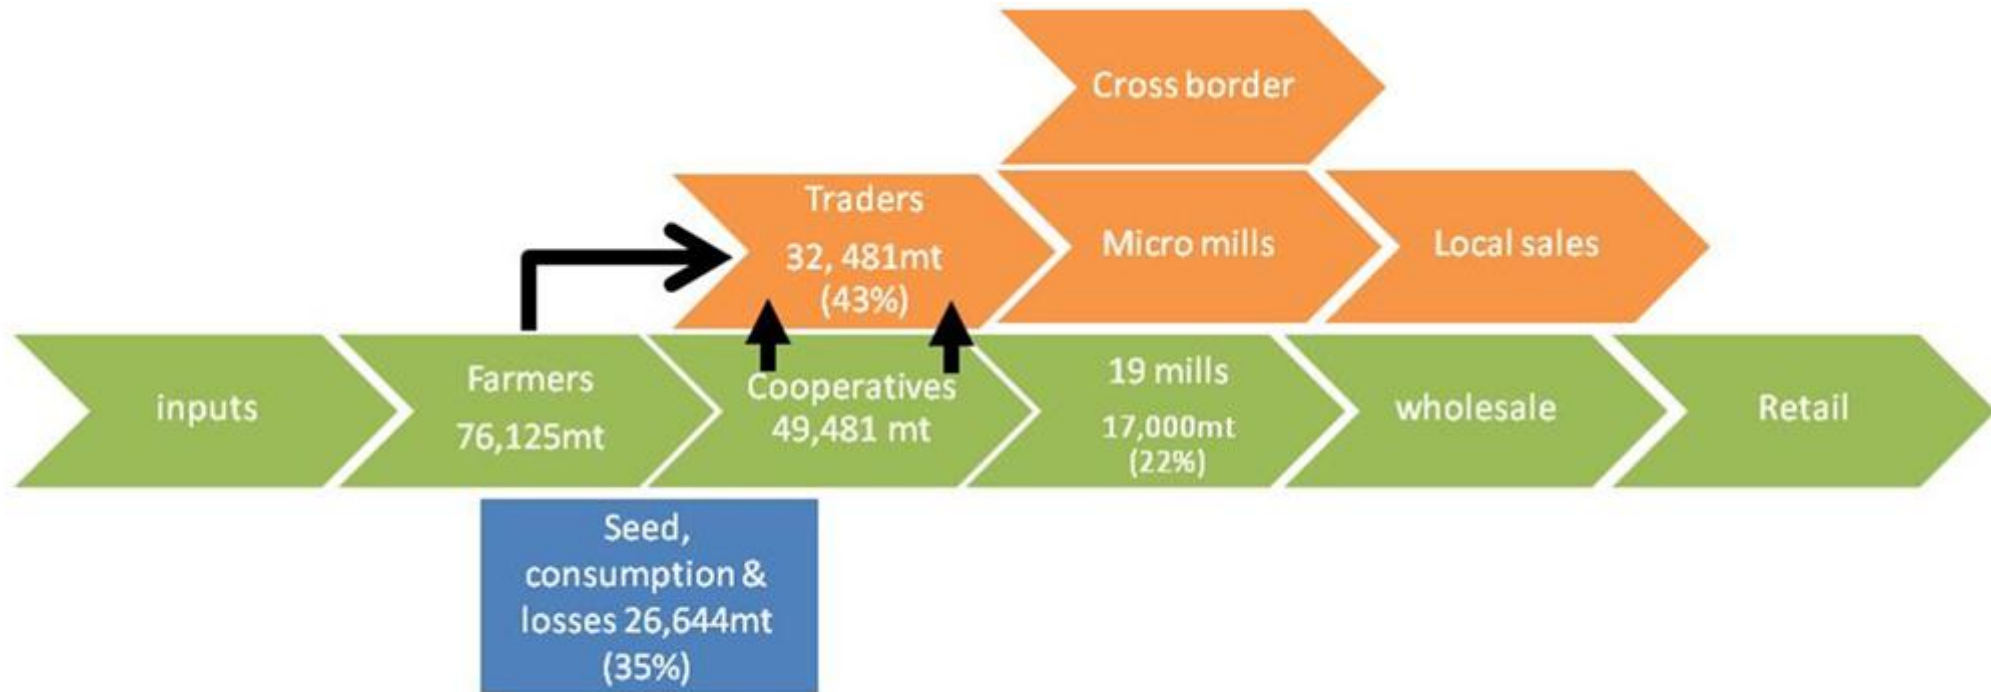 Cross border
Traders
32, 481mt
(43%)
Micro mills
Local sales
inputs
Farmers
76,125mt
Cooperatives
49,481 mt
19 mills
17,000mt
(22%)
wholesale
Retail
Seed,
consumption &
losses 26,644mt
(35%)